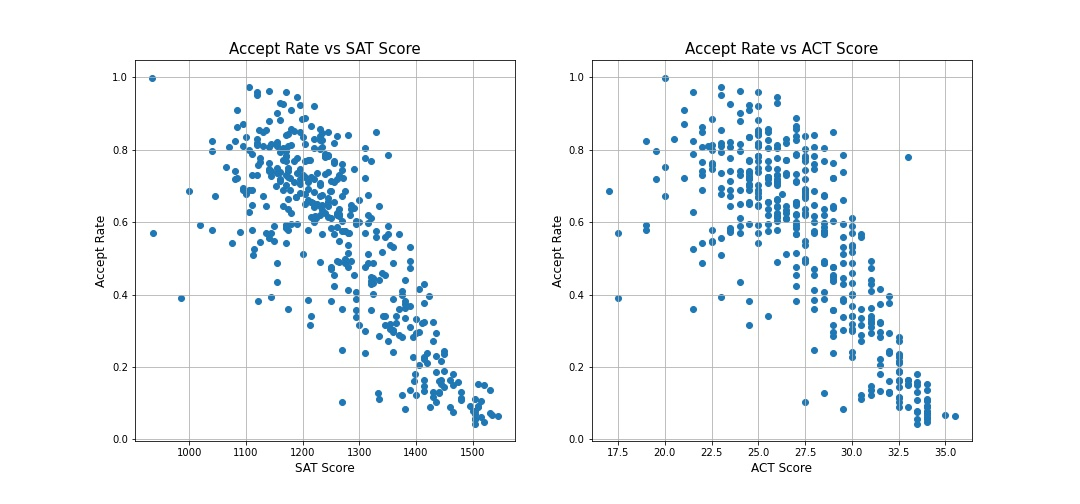 Accept Rate vs SAT Score
Accept Rate
1.0
0.8
0.6
0.4
0.2
0.0
1000 1100 1200 1300 1400 1500
SAT Score
Accept Rate vs ACT Score
Accept Rate
1.0
0.8
0.6
0.4
0.2
0.0
17.5 20.0 22.5 25.0 27.5 30.0 32.5 35.0
ACT Score